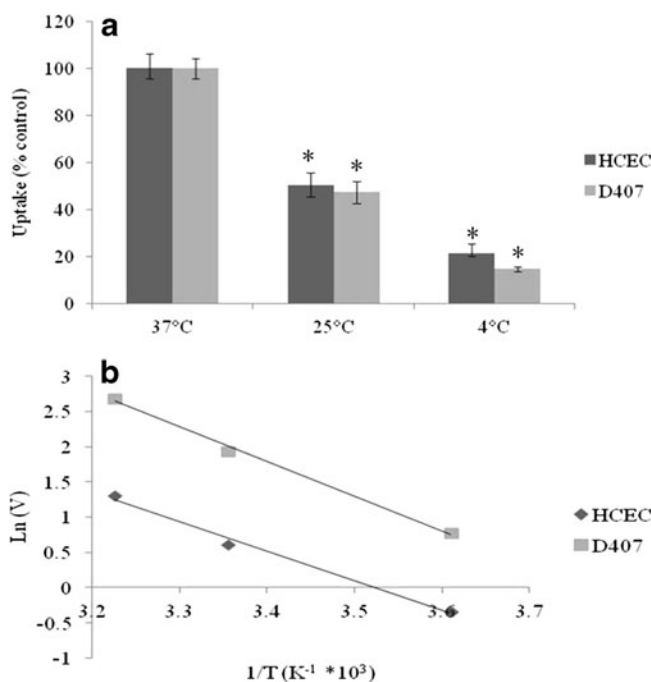 a
120
100
80
60
40
20
0
Uptake (% control)
* *
* *
37°C 25°C 4°C
HCEC
D407
b
3
2.5
2
1.5
1
0.5
0
-0.5
-1
Ln (V)
3.2 3.3 3.4 3.5 3.6 3.7
1/T (K⁻¹ *10³)
HCEC
D407